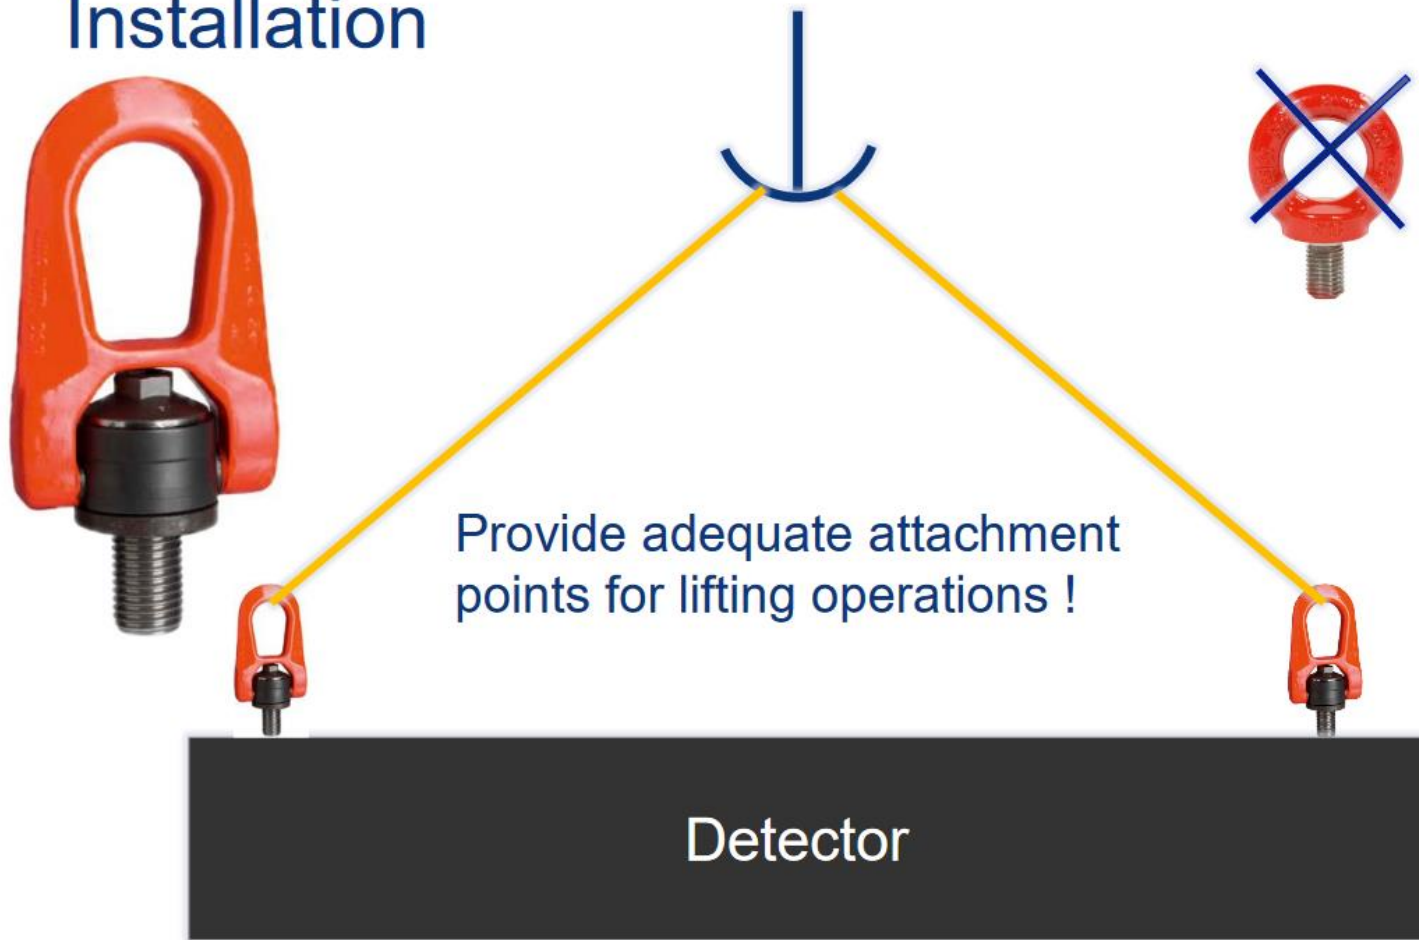 Installation
Provide adequate attachment
points for lifting operations !
Detector